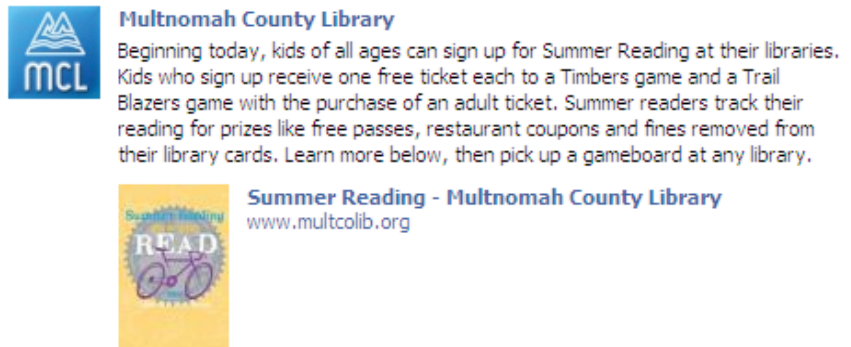 Multnomah County Library
MCL
Beginning today, kids of all ages can sign up for Summer Reading at their libraries.
Kids who sign up receive one free ticket each to a Timbers game and a Trail
Blazers game with the purchase of an adult ticket. Summer readers track their
reading for prizes like free passes, restaurant coupons and fines removed from
their library cards. Learn more below, then pick up a gameboard at any library.
Summer Reading - Multnomah County Library
www.multcolib.org
Summer Reading
READ